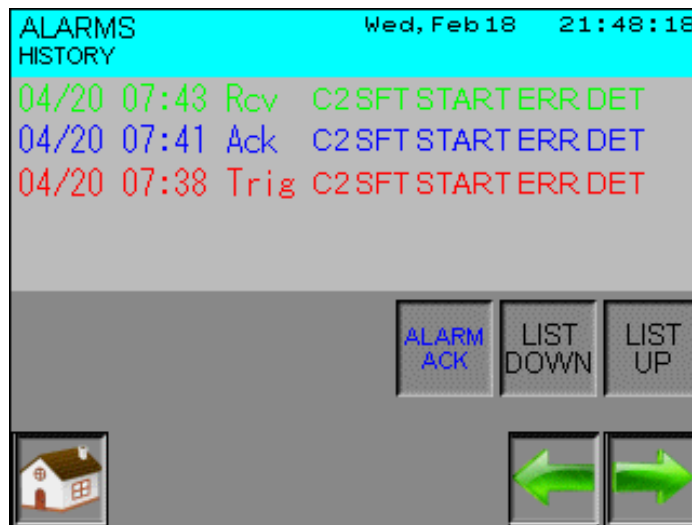 ALARMS Wed, Feb 18 21:48:18
HISTORY
04/20 07:43 Rcv C2 SFT START ERR DET
04/20 07:41 Ack C2 SFT START ERR DET
04/20 07:38 Trig C2 SFT START ERR DET
ALARM LIST LIST
ACK DOWN UP